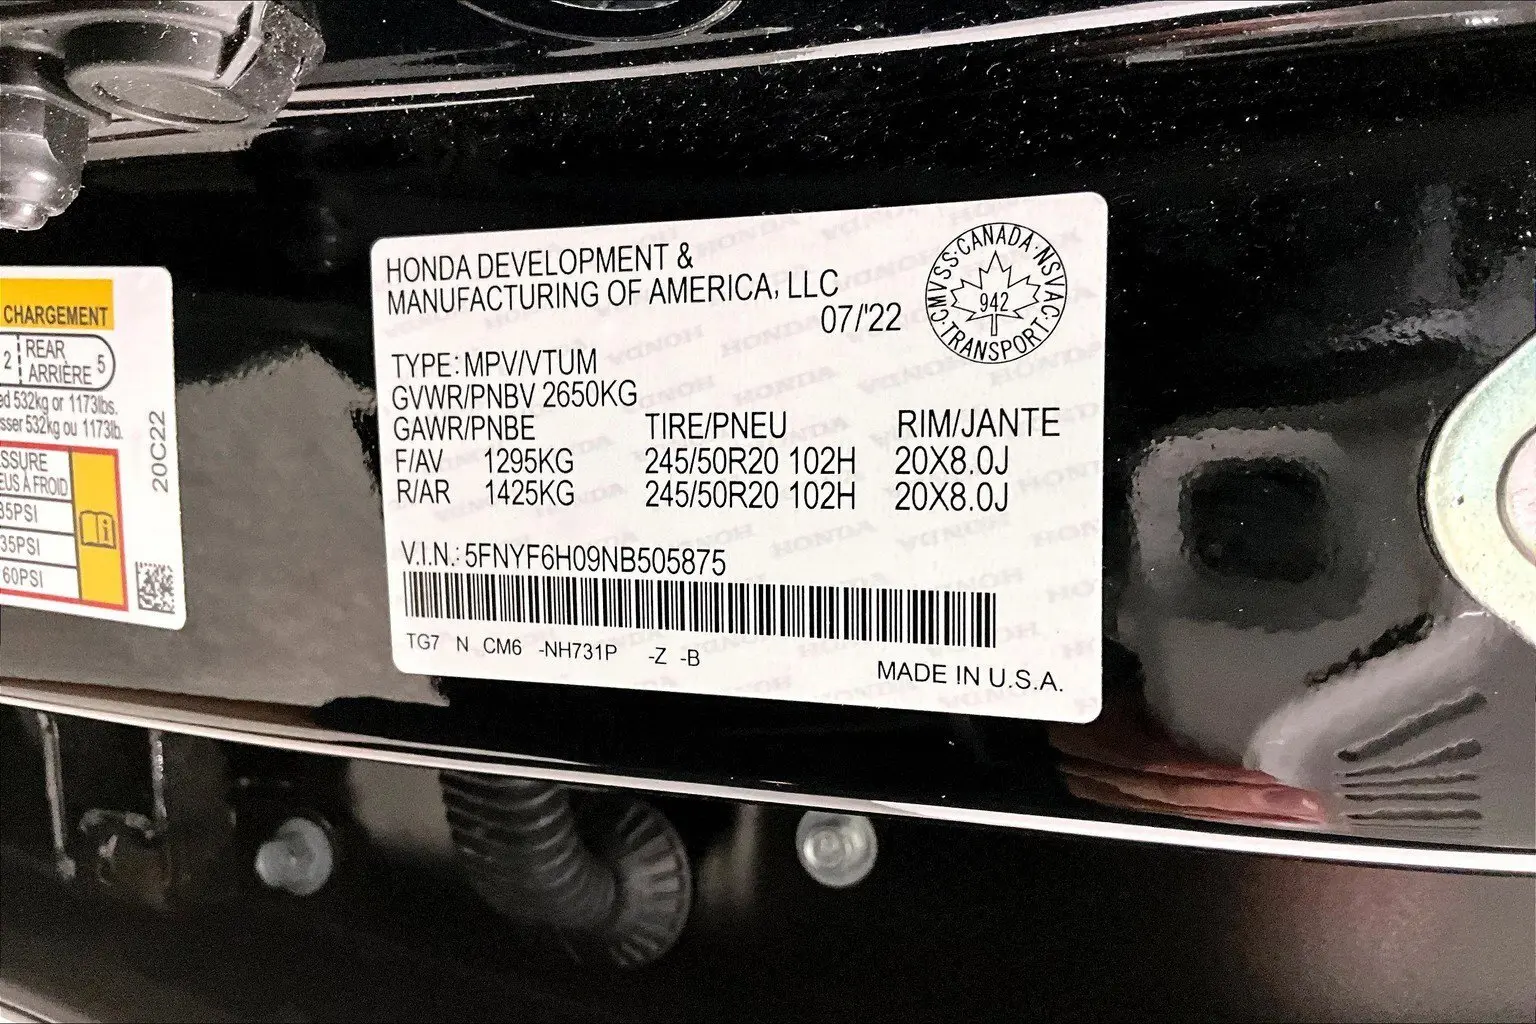 CHARGEMENT
2 REAR ARRIÈRE 5
ed 532kg or 1173lbs.
sser 532kg ou 1173lb.
SSURE
EUS À FROID
35PSI
35PSI
60PSI
20C22
HONDA DEVELOPMENT &
MANUFACTURING OF AMERICA, LLC
07/'22
CMVSS·CANADA·NSVAC·TRANSPORT·
942
TYPE: MPV/VTUM
GVWR/PNBV 2650KG
GAWR/PNBE TIRE/PNEU RIM/JANTE
F/AV 1295KG 245/50R20 102H 20X8.0J
R/AR 1425KG 245/50R20 102H 20X8.0J
V.I.N.: 5FNYF6H09NB505875
TG7 N CM6 -NH731P -Z -B
MADE IN U.S.A.